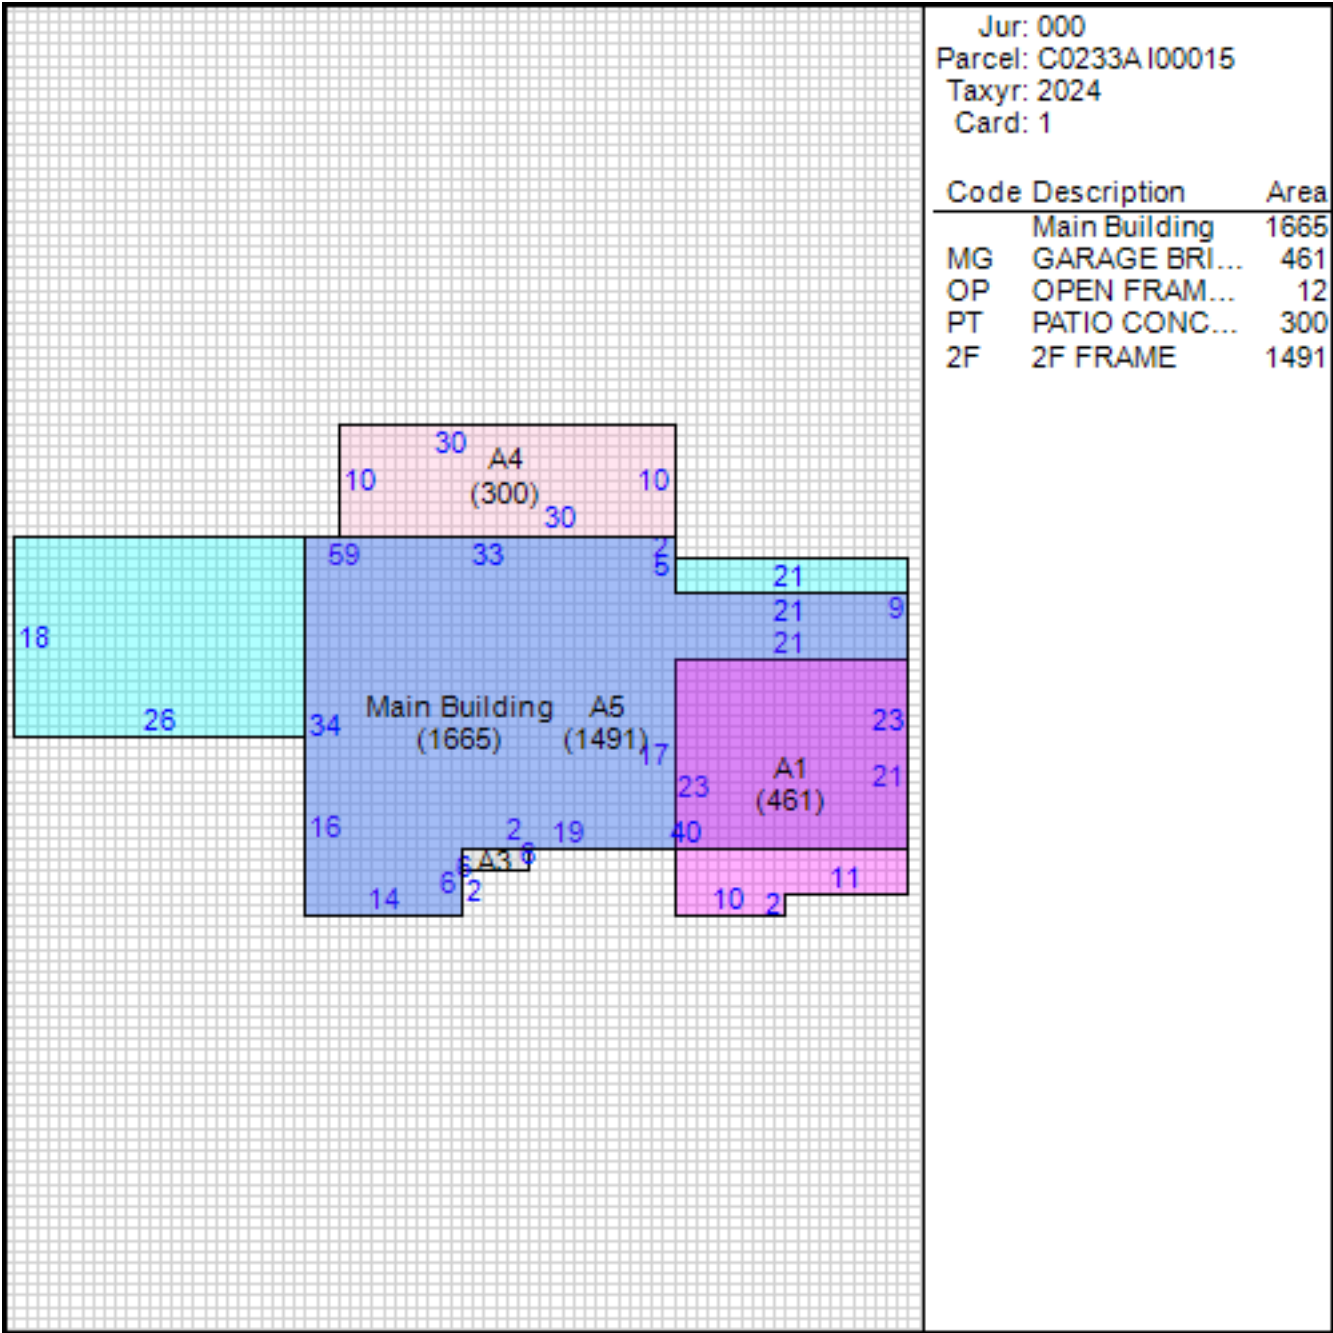 Jur: 000
Parcel: C0233A I00015
Taxyr: 2024
Card: 1
Code Description Area
Main Building 1665
MG GARAGE BRI... 461
OP OPEN FRAM... 12
PT PATIO CONC... 300
2F 2F FRAME 1491
30
A4
10 (300) 10
30
59 33 2
5
21
21 9
21
18
26
34 Main Building A5 23
(1665) (1491)
17
A1 21
23 (461)
16 2 19 40
6 A3 6
6 2
14
11
10 2